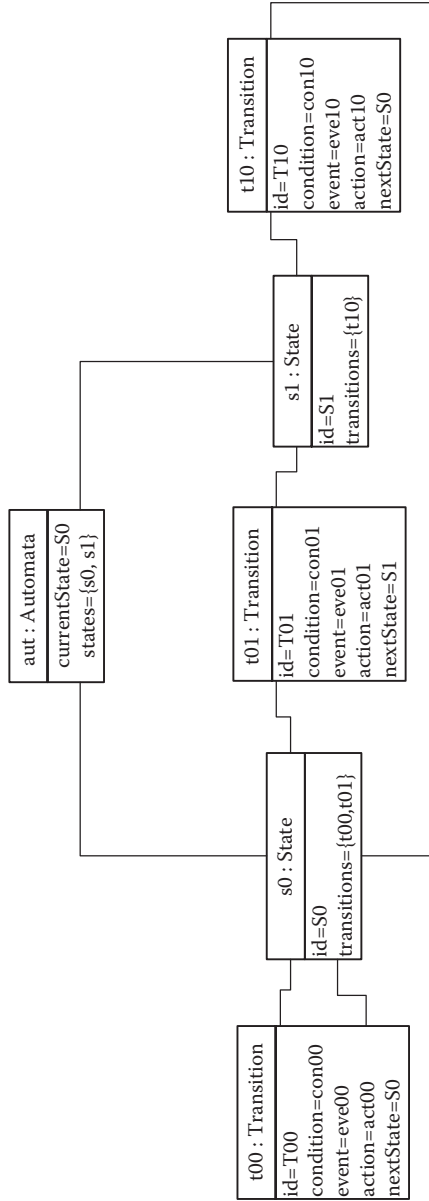 aut : Automata
currentState=S0
states={s0, s1}
t00 : Transition
id=T00
condition=con00
event=eve00
action=act00
nextState=S0
s0 : State
id=S0
transitions={t00,t01}
t01 : Transition
id=T01
condition=con01
event=eve01
action=act01
nextState=S1
s1 : State
id=S1
transitions={t10}
t10 : Transition
id=T10
condition=con10
event=eve10
action=act10
nextState=S0